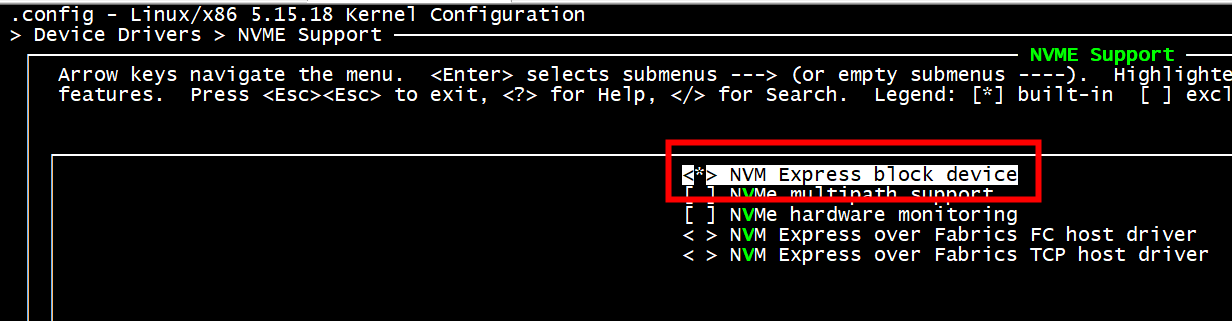 .config - Linux/x86 5.15.18 Kernel Configuration
> Device Drivers > NVME Support
NVME Support
Arrow keys navigate the menu.  <Enter> selects submenus ---> (or empty submenus ----).  Highlighte
features.  Press <Esc><Esc> to exit, <?> for Help, </> for Search.  Legend: [*] built-in  [ ] excl
<*> NVM Express block device
[ ] NVMe multipath support
[ ] NVMe hardware monitoring
< > NVM Express over Fabrics FC host driver
< > NVM Express over Fabrics TCP host driver